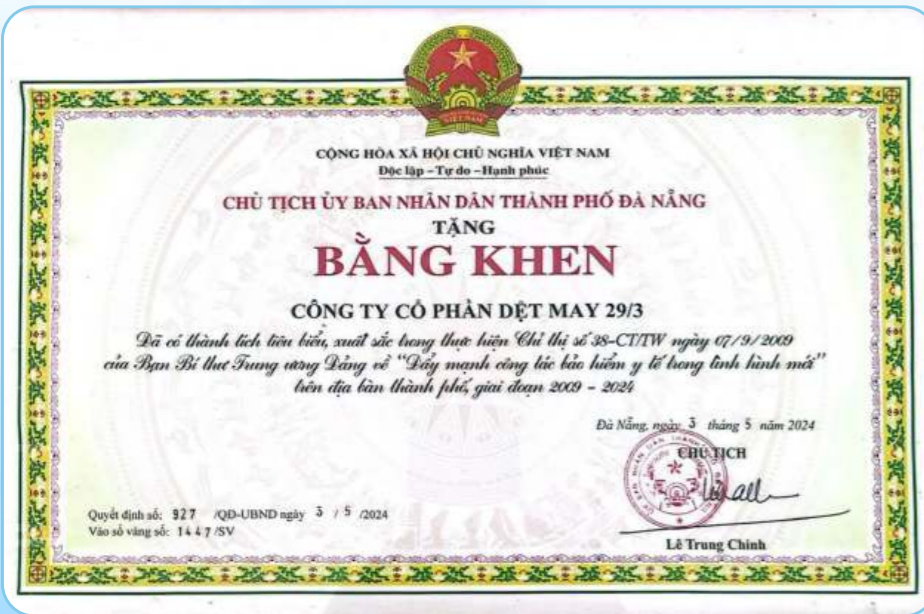 VIỆT NAM
CỘNG HÒA XÃ HỘI CHỦ NGHĨA VIỆT NAM
Độc lập – Tự do – Hạnh phúc
CHỦ TỊCH ỦY BAN NHÂN DÂN THÀNH PHỐ ĐÀ NẴNG
TẶNG
BẰNG KHEN
CÔNG TY CỔ PHẦN DỆT MAY 29/3
Đã có thành tích tiêu biểu, xuất sắc trong thực hiện Chỉ thị số 38-CT/TW ngày 07/9/2009
của Ban Bí thư Trung ương Đảng về “Đẩy mạnh công tác bảo hiểm y tế trong tình hình mới”
trên địa bàn thành phố, giai đoạn 2009 – 2024
Đà Nẵng, ngày 3 tháng 5 năm 2024
CHỦ TỊCH
Quyết định số: 927 /QĐ-UBND ngày 3 / 5 /2024
Vào sổ vàng số: 1447/SV
Lê Trung Chinh